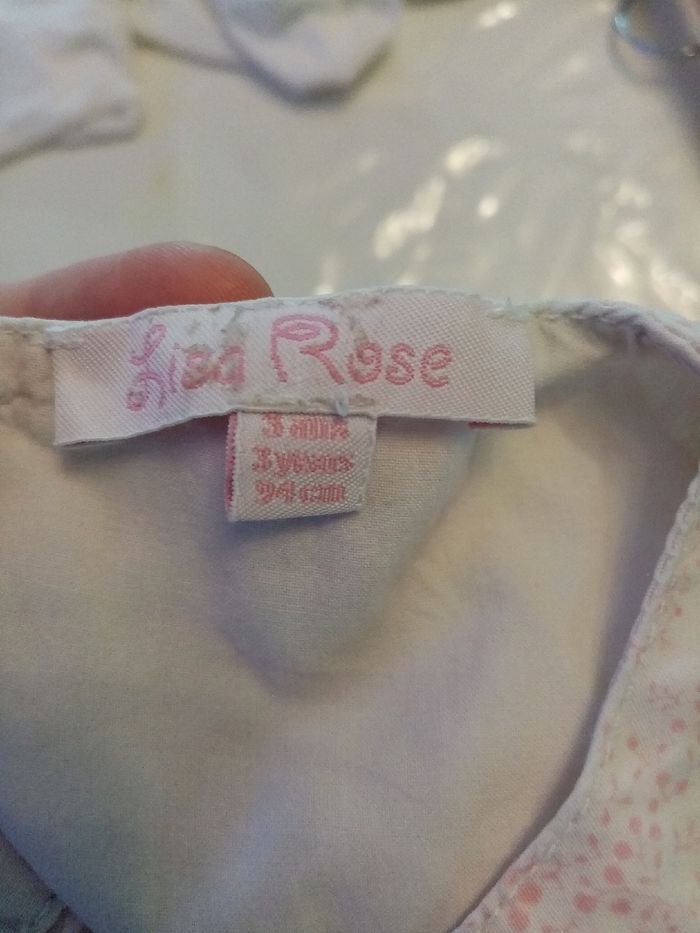 Lisa Rose
3 ans
3 years
94 cm